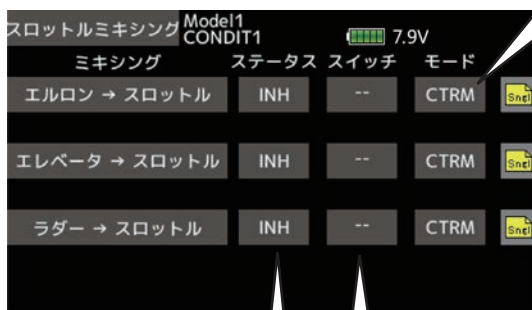 スロットルミキシング Model1
CONDIT1 7.9V
ミキシング ステータス スイッチ モード
エルロン → スロットル INH -- CTRM Sngl
エレベータ → スロットル INH -- CTRM Sngl
ラダー → スロットル INH -- CTRM Sngl